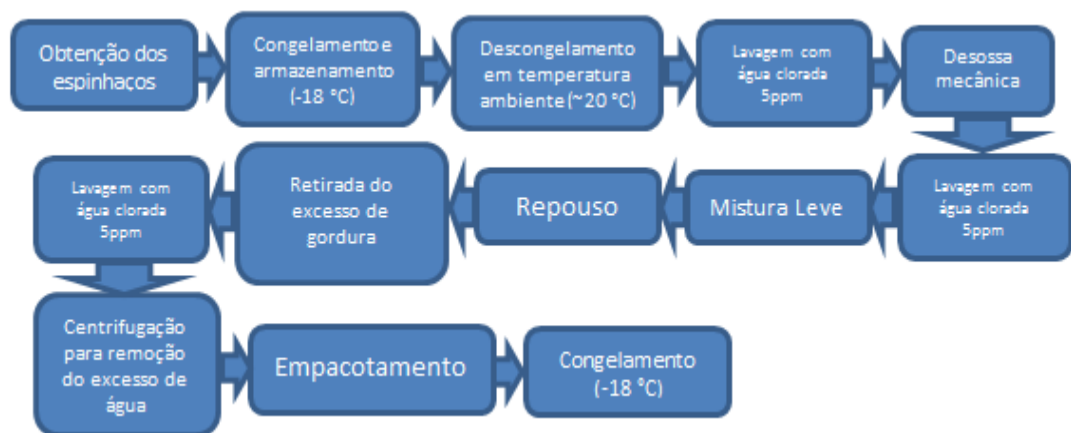 Obtenção dos
espinhaços
Congelamento e
armazenamento
(-18 °C)
Descongelamento
em temperatura
ambiente (~20 °C)
Lavagem com
água clorada
5ppm
Desossa
mecânica
Lavagem com
água clorada
5ppm
Mistura Leve
Repouso
Retirada do
excesso de
gordura
Lavagem com
água clorada
5ppm
Centrifugação
para remoção
do excesso de
água
Empacotamento
Congelamento
(-18 °C)